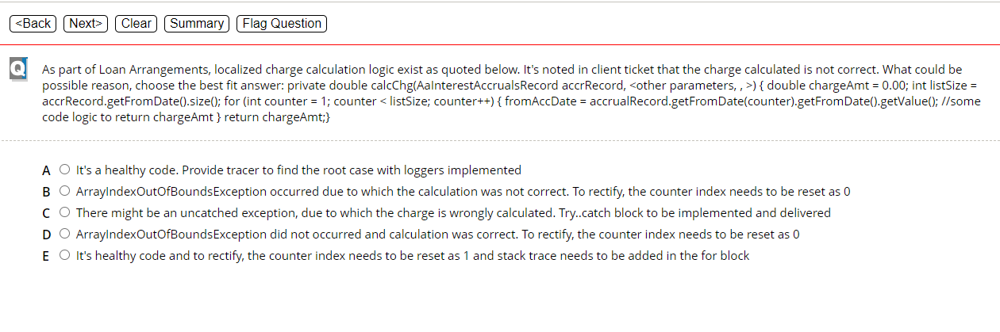 <Back Next> Clear Summary Flag Question
Q As part of Loan Arrangements, localized charge calculation logic exist as quoted below. It's noted in client ticket that the charge calculated is not correct. What could be
possible reason, choose the best fit answer: private double calcChg(AaInterestAccrualsRecord accrRecord, <other parameters, , >) { double chargeAmt = 0.00; int listSize =
accrRecord.getFromDate().size(); for (int counter = 1; counter < listSize; counter++) { fromAccDate = accrualRecord.getFromDate(counter).getFromDate().getValue(); //some
code logic to return chargeAmt } return chargeAmt;}
A It's a healthy code. Provide tracer to find the root case with loggers implemented
B ArrayIndexOutOfBoundsException occurred due to which the calculation was not correct. To rectify, the counter index needs to be reset as 0
C There might be an uncatched exception, due to which the charge is wrongly calculated. Try..catch block to be implemented and delivered
D ArrayIndexOutOfBoundsException did not occurred and calculation was correct. To rectify, the counter index needs to be reset as 0
E It's healthy code and to rectify, the counter index needs to be reset as 1 and stack trace needs to be added in the for block